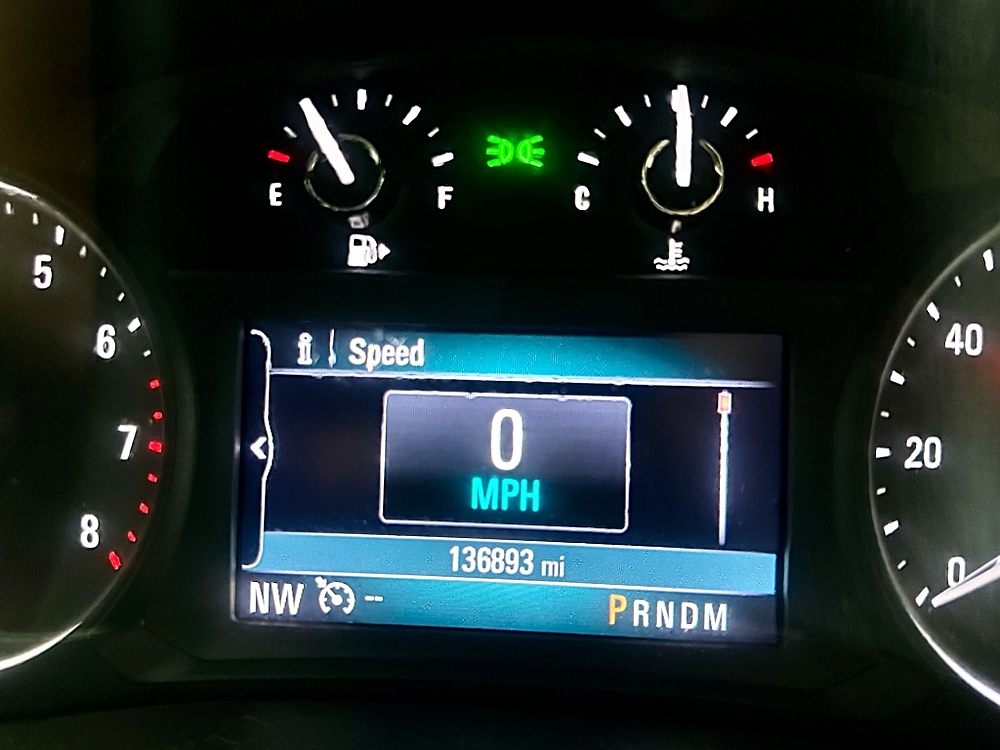 E F
C H
5
6
7
8
i Speed
0
MPH
136893 mi
NW --
PRNDM
40
20
0